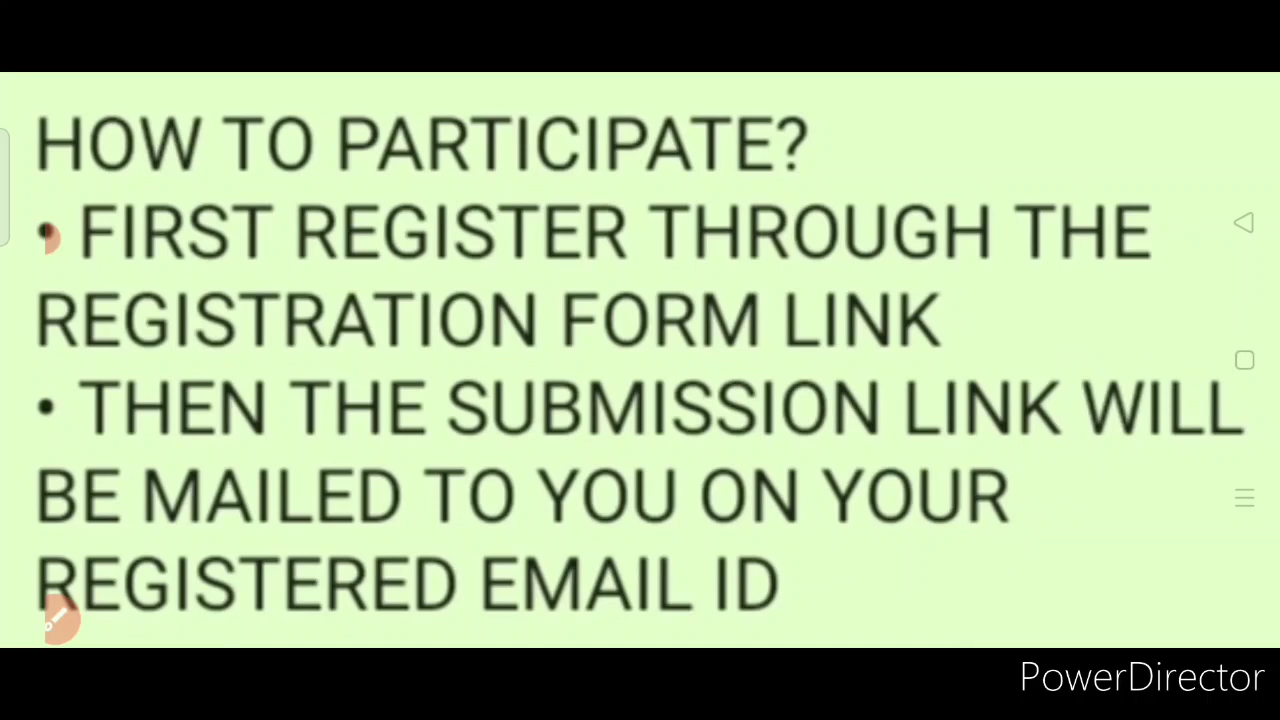 HOW TO PARTICIPATE?
• FIRST REGISTER THROUGH THE
REGISTRATION FORM LINK
• THEN THE SUBMISSION LINK WILL
BE MAILED TO YOU ON YOUR
REGISTERED EMAIL ID
PowerDirector